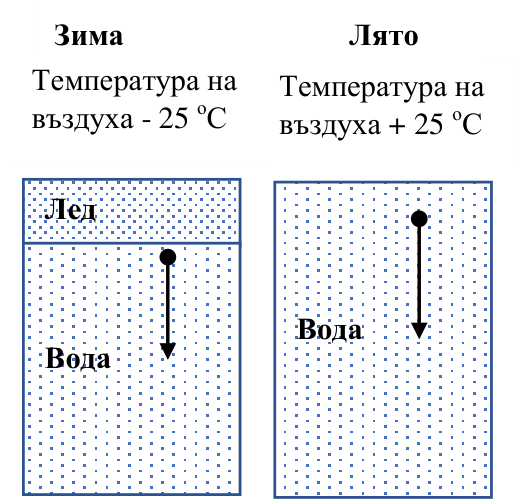 Зима
Температура на
въздуха - 25 °C
Лед
Вода
Лято
Температура на
въздуха + 25 °C
Вода